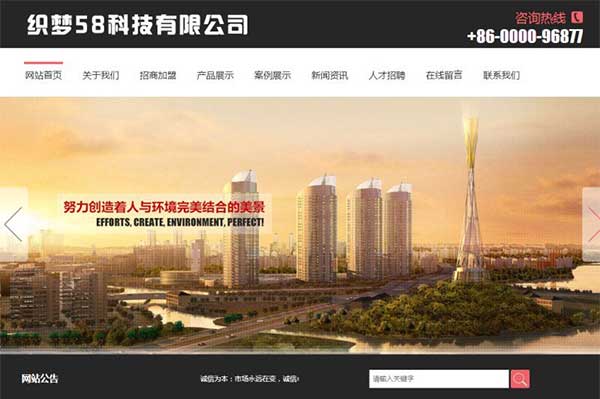 织梦58科技有限公司
咨询热线
+86-0000-96877
网站首页 关于我们 招商加盟 产品展示 案例展示 新闻资讯 人才招聘 在线留言 联系我们
努力创造着人与环境完美结合的美景
EFFORTS, CREATE, ENVIRONMENT, PERFECT!
网站公告 诚信为本：市场永远在变，诚信 请输入关键字